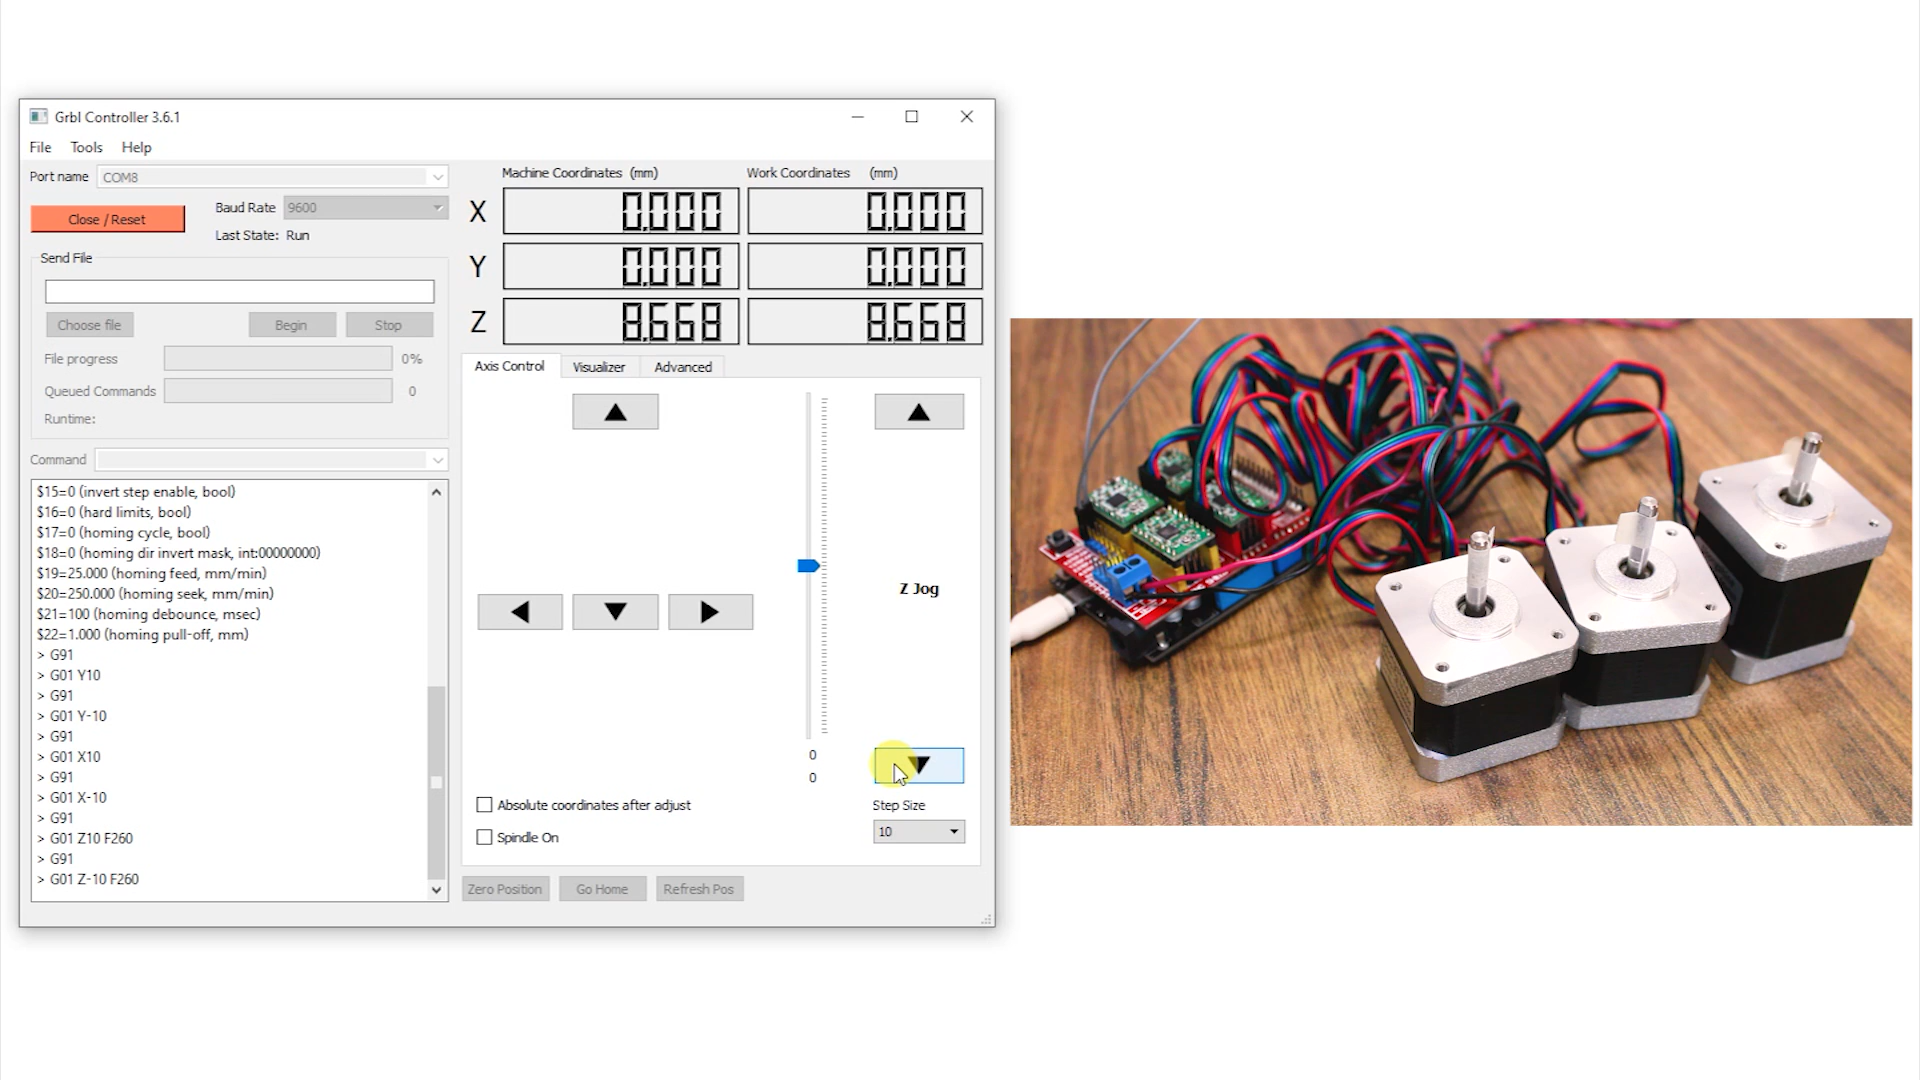 Grbl Controller 3.6.1
File Tools Help
Port name COM8
Close / Reset
Baud Rate 9600
Last State: Run
Send File
Choose file Begin Stop
File progress 0%
Queued Commands 0
Runtime:
Command
$15=0 (invert step enable, bool)
$16=0 (hard limits, bool)
$17=0 (homing cycle, bool)
$18=0 (homing dir invert mask, int:00000000)
$19=25.000 (homing feed, mm/min)
$20=250.000 (homing seek, mm/min)
$21=100 (homing debounce, msec)
$22=1.000 (homing pull-off, mm)
> G91
> G01 Y10
> G91
> G01 Y-10
> G91
> G01 X10
> G91
> G01 X-10
> G91
> G01 Z10 F260
> G91
> G01 Z-10 F260
Machine Coordinates (mm) Work Coordinates (mm)
X 0.000 0.000
Y 0.000 0.000
Z 8.668 8.668
Axis Control Visualizer Advanced
Z Jog
0
0
Absolute coordinates after adjust
Spindle On
Step Size
10
Zero Position Go Home Refresh Pos